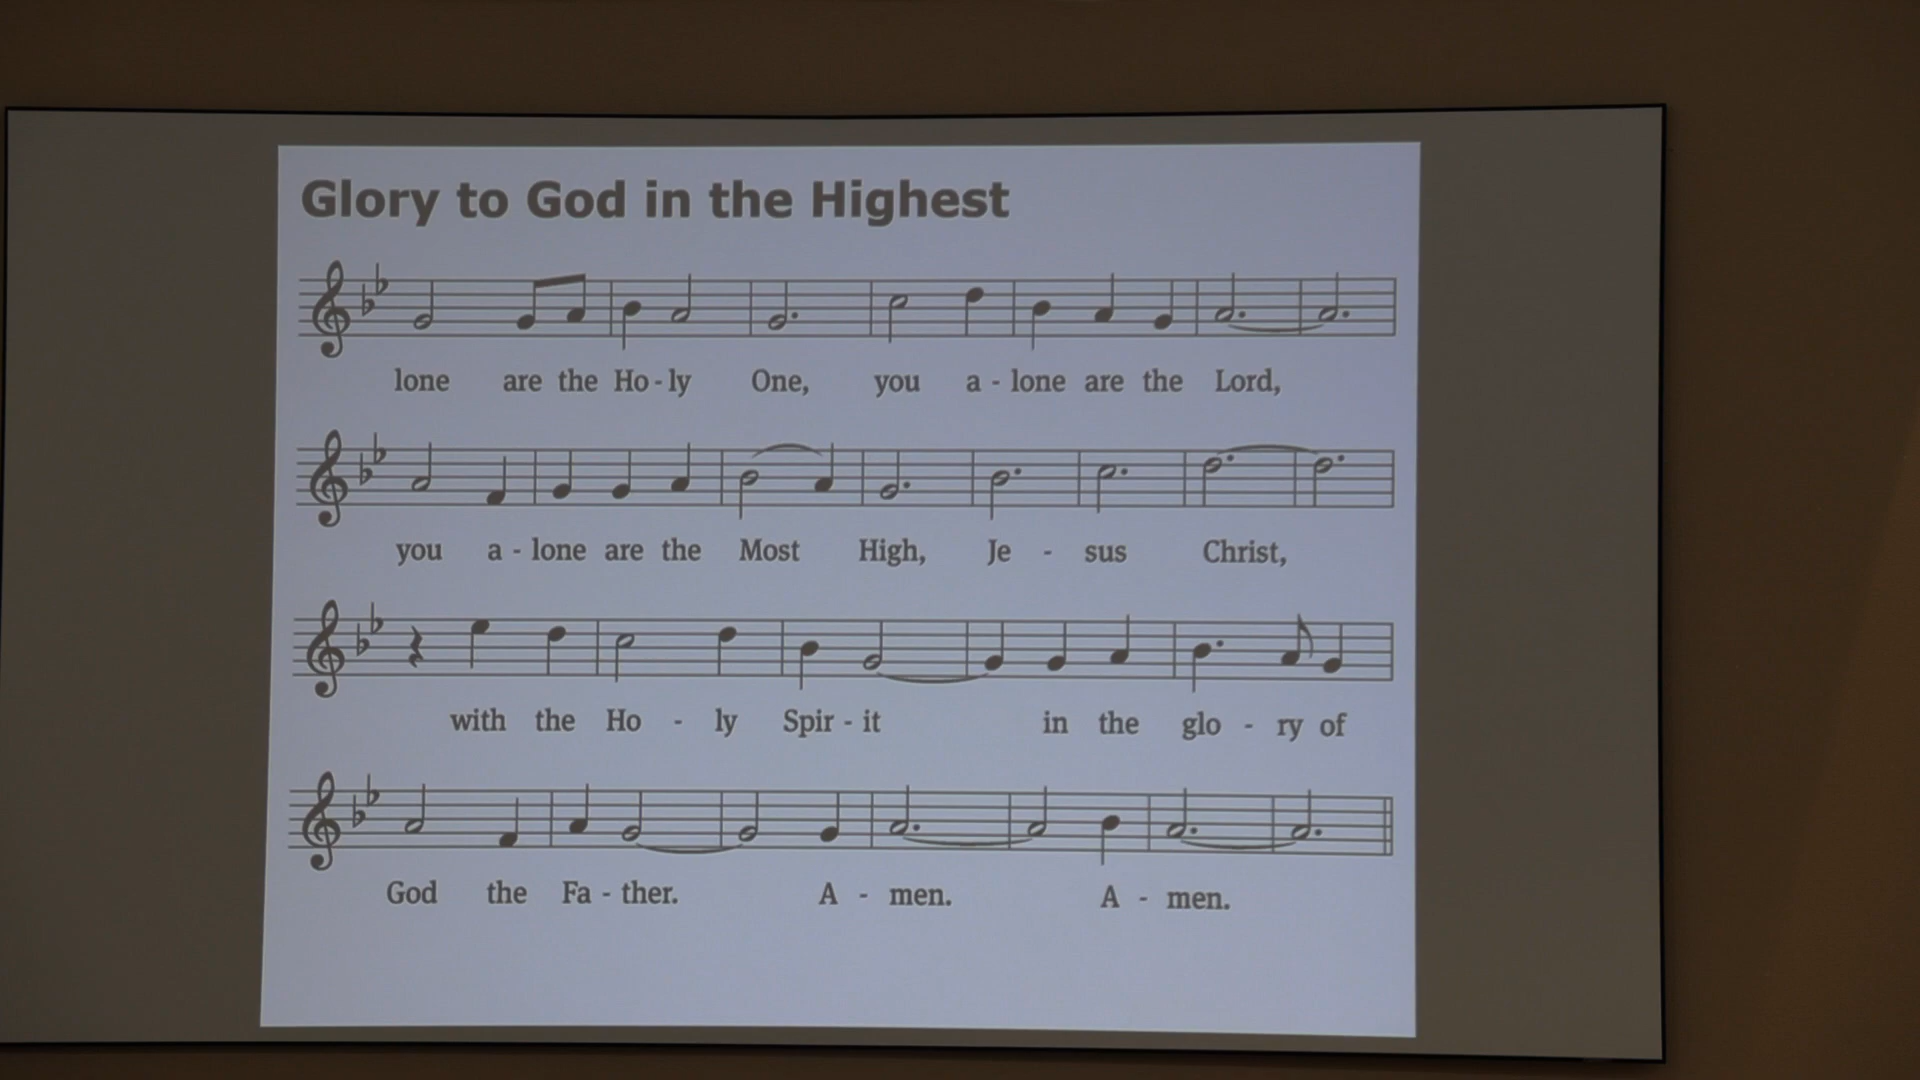 Glory to God in the Highest
lone are the Ho - ly One, you a - lone are the Lord,
you a - lone are the Most High, Je - sus Christ,
with the Ho - ly Spir - it in the glo - ry of
God the Fa - ther. A - men. A - men.